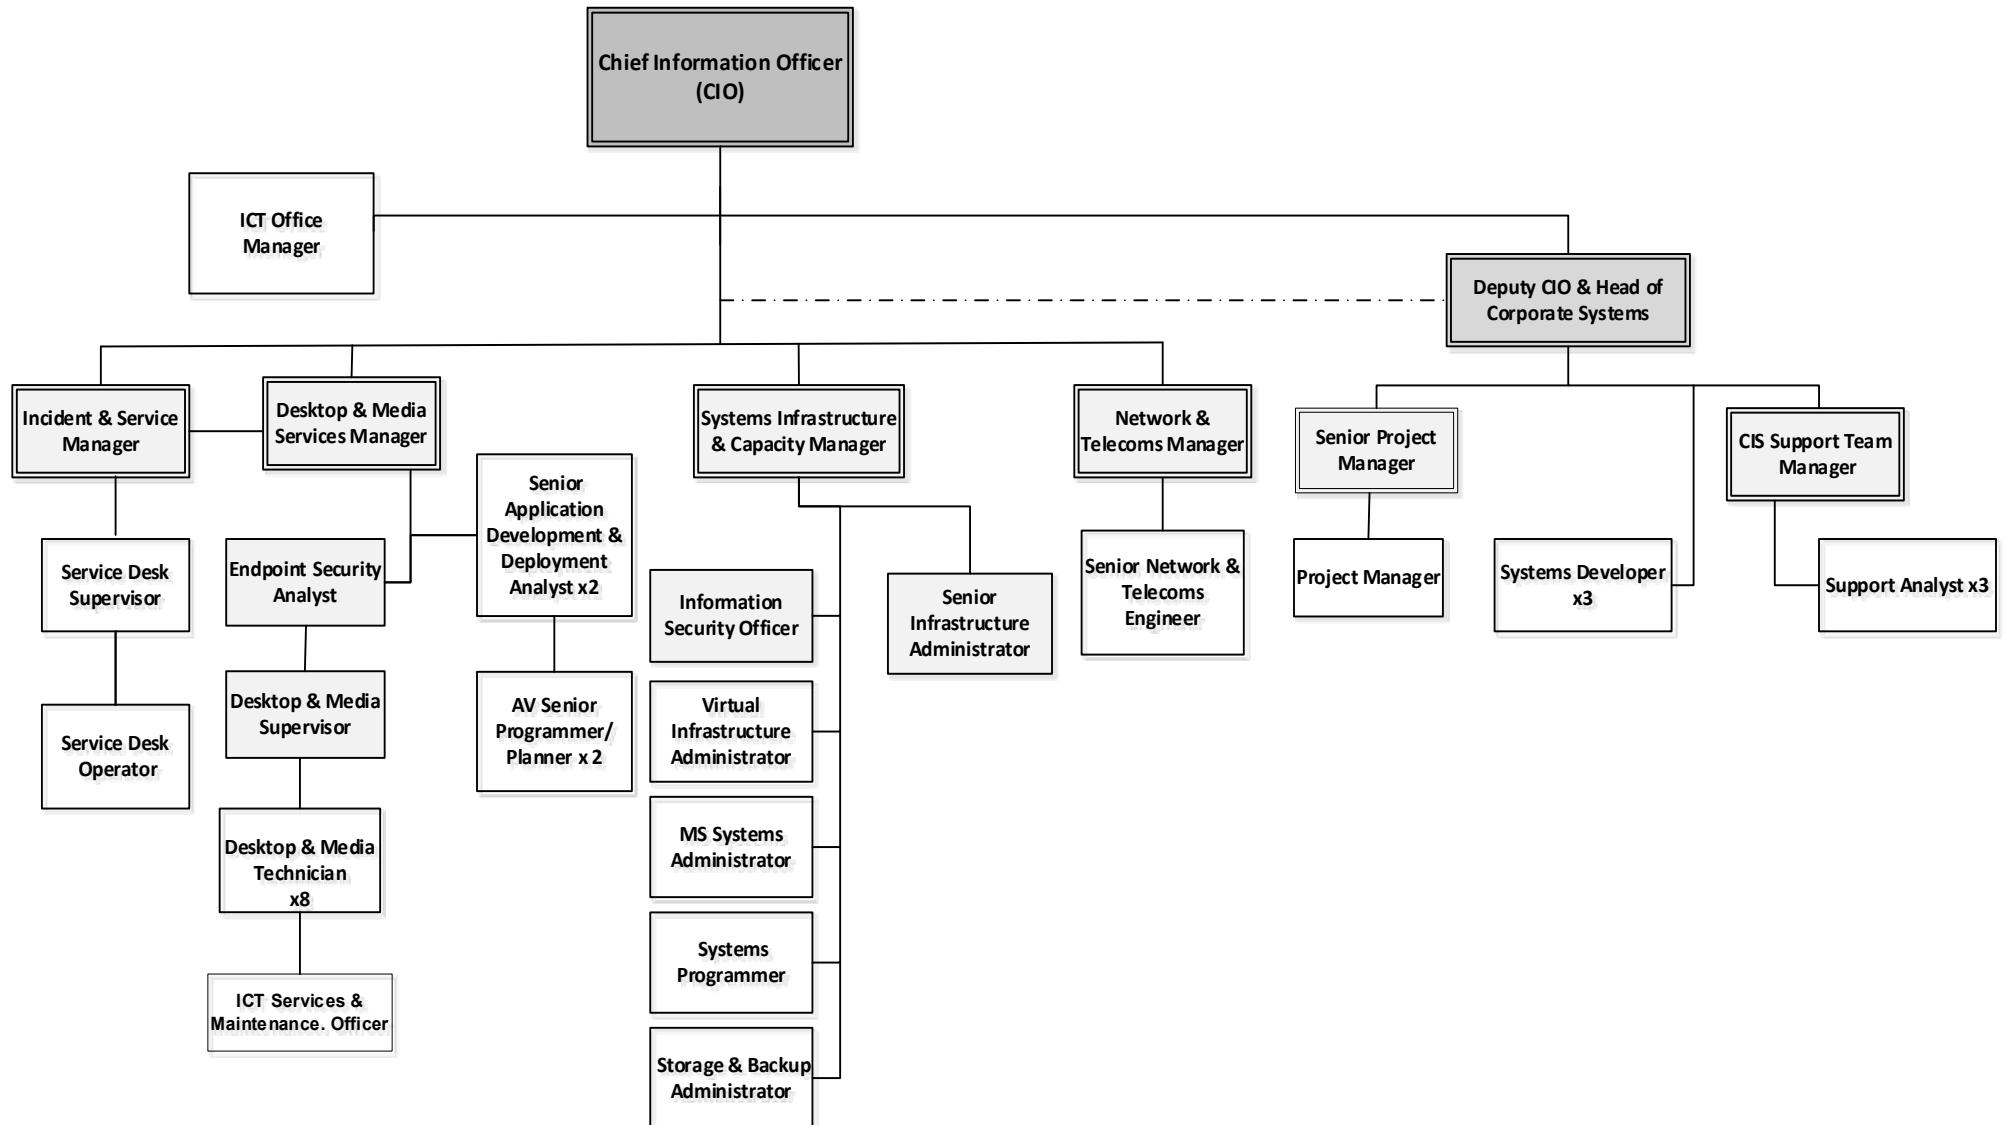 Chief Information Officer
(CIO)
ICT Office
Manager
Deputy CIO & Head of
Corporate Systems
Incident & Service
Manager
Desktop & Media
Services Manager
Systems Infrastructure
& Capacity Manager
Network &
Telecoms Manager
Senior Project
Manager
CIS Support Team
Manager
Senior
Application
Development &
Deployment
Analyst x2
Service Desk
Supervisor
Endpoint Security
Analyst
Information
Security Officer
Senior
Infrastructure
Administrator
Senior Network &
Telecoms
Engineer
Project Manager
Systems Developer
x3
Support Analyst x3
Service Desk
Operator
Desktop & Media
Supervisor
AV Senior
Programmer/
Planner x 2
Virtual
Infrastructure
Administrator
Desktop & Media
Technician
x8
MS Systems
Administrator
Systems
Programmer
ICT Services &
Maintenance. Officer
Storage & Backup
Administrator